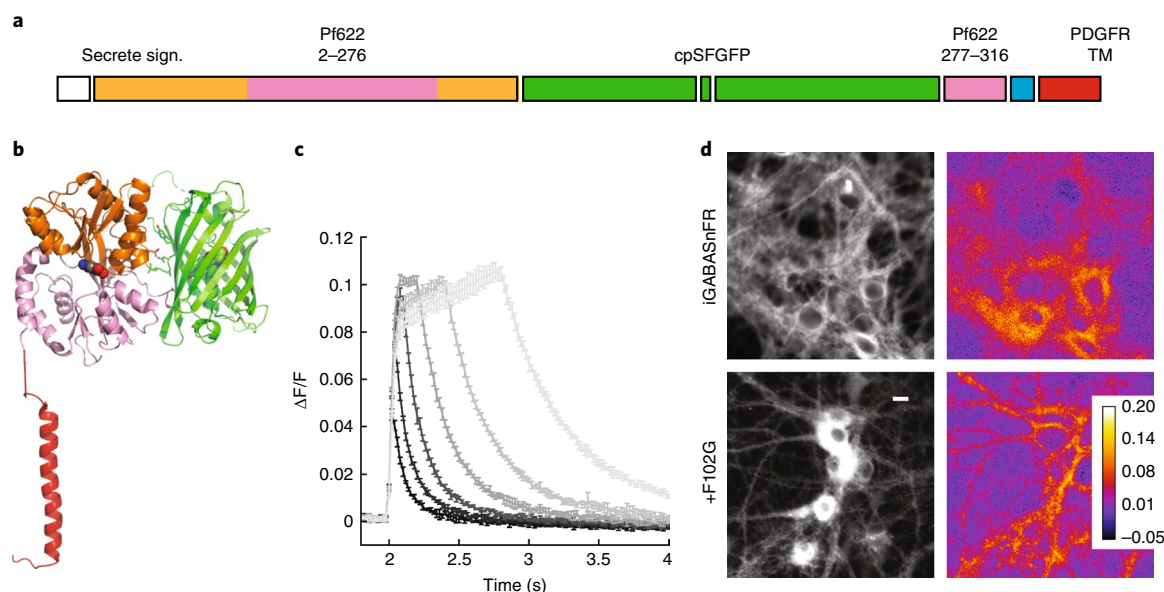 a
Secrete sign.
Pf622
2–276
cpSFGFP
Pf622
277–316
PDGFR
TM
b
c
d
0.12
0.1
0.08
0.06
0.04
0.02
0
ΔF/F
2
2.5
3
3.5
4
Time (s)
iGABASnFR
+F102G
0.20
0.14
0.08
0.01
−0.05